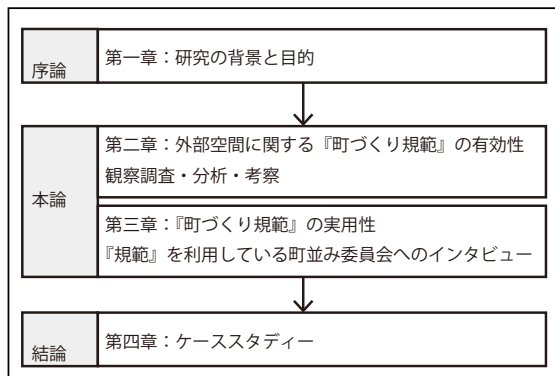 序論
第一章：研究の背景と目的
本論
第二章：外部空間に関する『町づくり規範』の有効性
観察調査・分析・考察
第三章：『町づくり規範』の実用性
『規範』を利用している町並み委員会へのインタビュー
結論
第四章：ケーススタディー